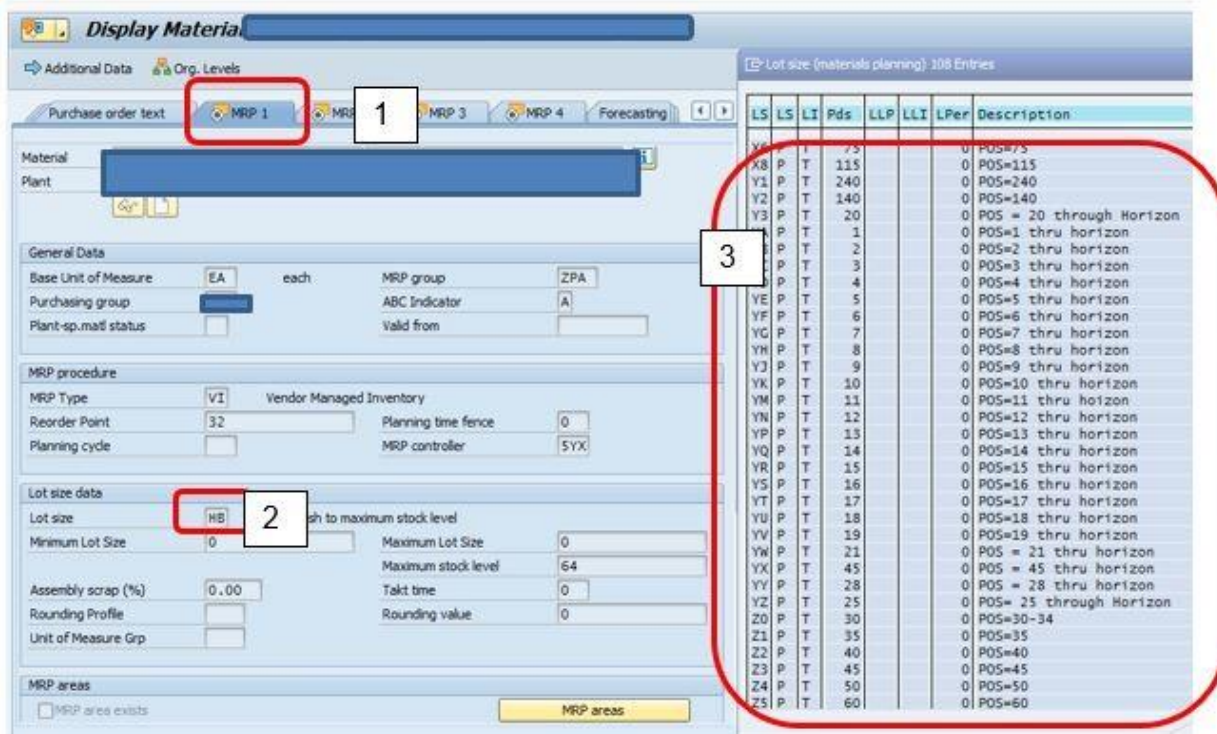 Display Material
Additional Data Org. Levels
Purchase order text MRP 1 MRP 1 MRP 3 MRP 4 Forecasting
Material
Plant
General Data
Base Unit of Measure EA each MRP group ZPA
Purchasing group ABC Indicator A
Plant-sp.matl status Valid from
MRP procedure
MRP Type VI Vendor Managed Inventory
Reorder Point 32 Planning time fence 0
Planning cycle MRP controller 5YX
Lot size data
Lot size HB 2 sh to maximum stock level
Minimum Lot Size 0 Maximum Lot Size 0
Maximum stock level 64
Assembly scrap (%) 0.00 Takt time 0
Rounding Profile Rounding value 0
Unit of Measure Grp
MRP areas
MRP area exists MRP areas
Lot size (materials planning) 108 Entries
LS LS LI Pds LLP LLI LPer Description
X6 P T 75 0 POS=75
X8 P T 115 0 POS=115
Y1 P T 240 0 POS=240
Y2 P T 140 0 POS=140
Y3 P T 20 0 POS = 20 through Horizon
P T 1 0 POS=1 thru horizon
3 P T 2 0 POS=2 thru horizon
P T 3 0 POS=3 thru horizon
P T 4 0 POS=4 thru horizon
YE P T 5 0 POS=5 thru horizon
YF P T 6 0 POS=6 thru horizon
YG P T 7 0 POS=7 thru horizon
YH P T 8 0 POS=8 thru horizon
YJ P T 9 0 POS=9 thru horizon
YK P T 10 0 POS=10 thru horizon
YM P T 11 0 POS=11 thru hoizon
YN P T 12 0 POS=12 thru horizon
YP P T 13 0 POS=13 thru horizon
YQ P T 14 0 POS=14 thru horizon
YR P T 15 0 POS=15 thru horizon
YS P T 16 0 POS=16 thru horizon
YT P T 17 0 POS=17 thru horizon
YU P T 18 0 POS=18 thru horizon
YV P T 19 0 POS=19 thru horizon
YW P T 21 0 POS = 21 thru horizon
YX P T 45 0 POS = 45 thru horizon
YY P T 28 0 POS = 28 thru horizon
YZ P T 25 0 POS= 25 through Horizon
Z0 P T 30 0 POS=30-34
Z1 P T 35 0 POS=35
Z2 P T 40 0 POS=40
Z3 P T 45 0 POS=45
Z4 P T 50 0 POS=50
Z5 P T 60 0 POS=60